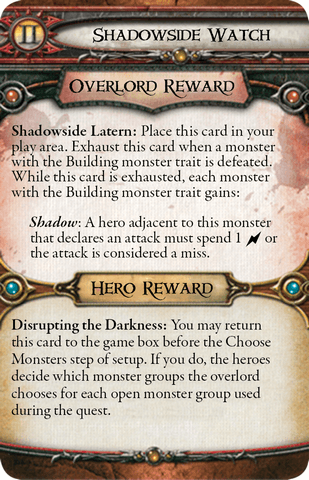 II
Shadowside Watch
Overlord Reward
Shadowside Latern: Place this card in your
play area. Exhaust this card when a monster
with the Building monster trait is defeated.
While this card is exhausted, each monster
with the Building monster trait gains:
Shadow: A hero adjacent to this monster
that declares an attack must spend 1 or
the attack is considered a miss.
Hero Reward
Disrupting the Darkness: You may return
this card to the game box before the Choose
Monsters step of setup. If you do, the heroes
decide which monster groups the overlord
chooses for each open monster group used
during the quest.